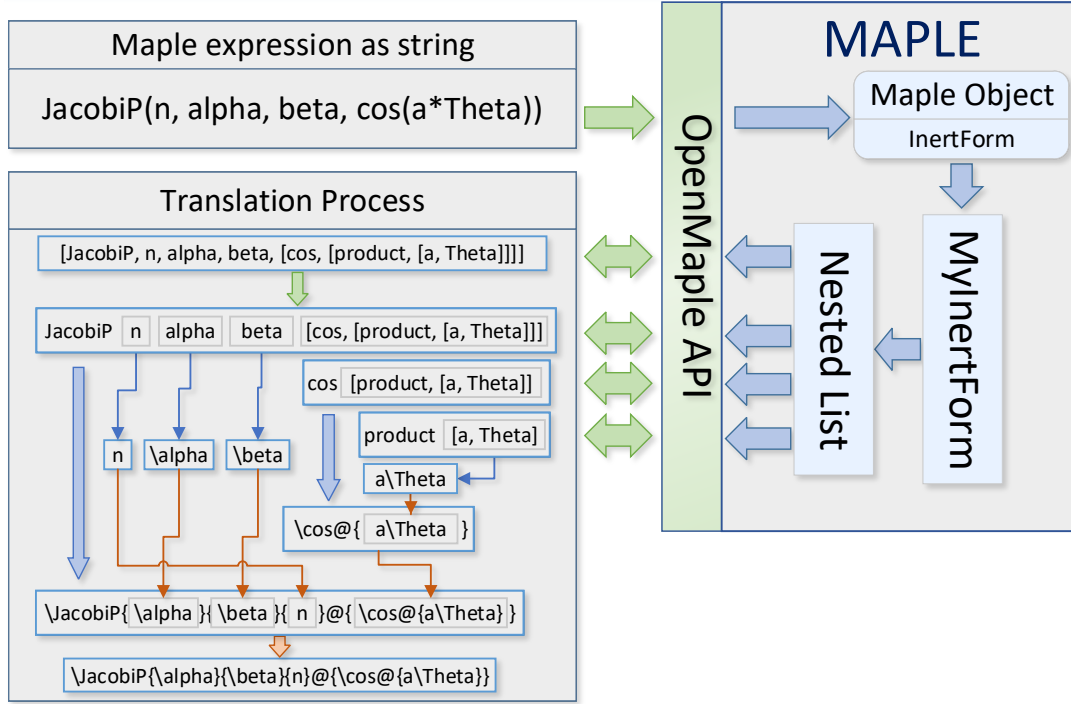 Maple expression as string
JacobiP(n, alpha, beta, cos(a*Theta))
Translation Process
[JacobiP, n, alpha, beta, [cos, [product, [a, Theta]]]]
JacobiP n alpha beta [cos, [product, [a, Theta]]]
cos [product, [a, Theta]]
product [a, Theta]
n \alpha \beta
a\Theta
\cos@{ a\Theta }
\JacobiP{ \alpha }{ \beta }{ n }@{ \cos@{a\Theta} }
\JacobiP{\alpha}{\beta}{n}@{\cos@{a\Theta}}
OpenMaple API
MAPLE
Maple Object
InertForm
MyInertForm
Nested List